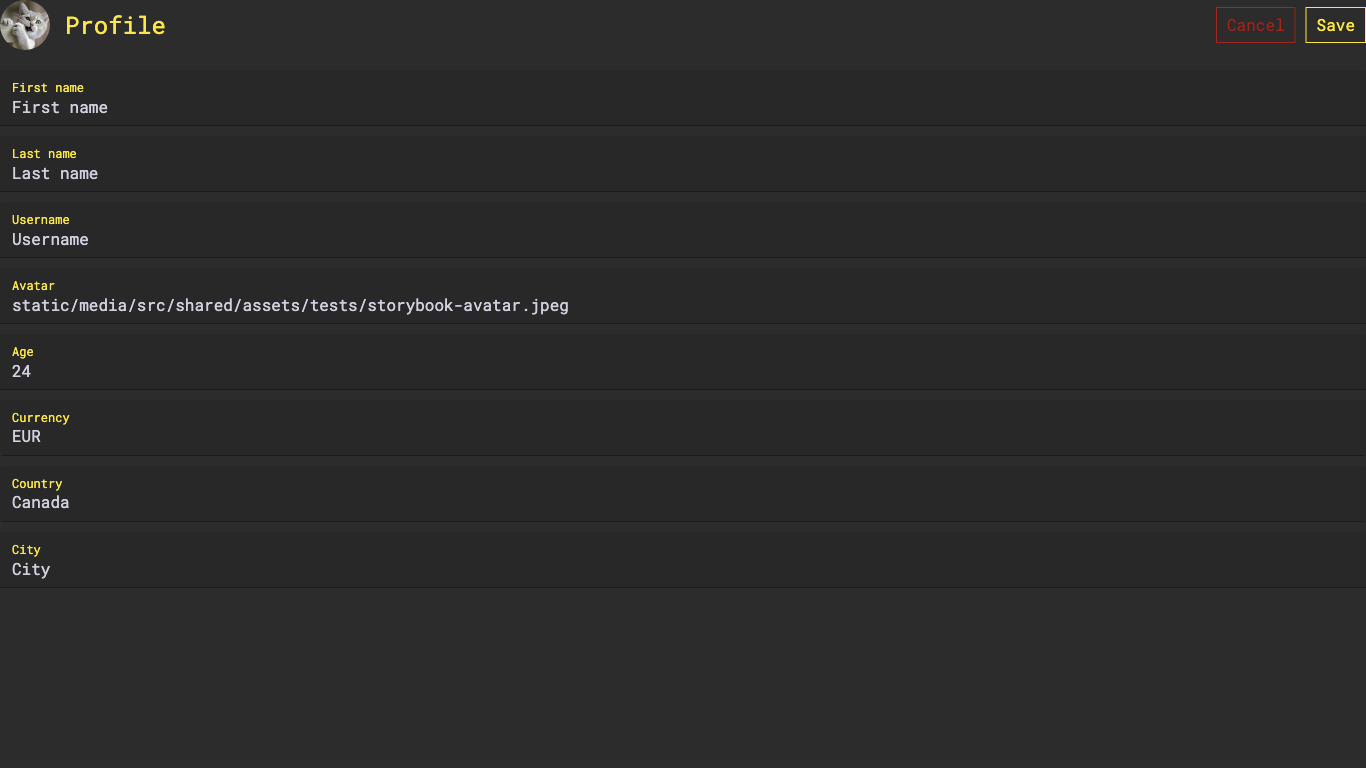 Profile
Cancel
Save
First name
First name
Last name
Last name
Username
Username
Avatar
static/media/src/shared/assets/tests/storybook-avatar.jpeg
Age
24
Currency
EUR
Country
Canada
City
City